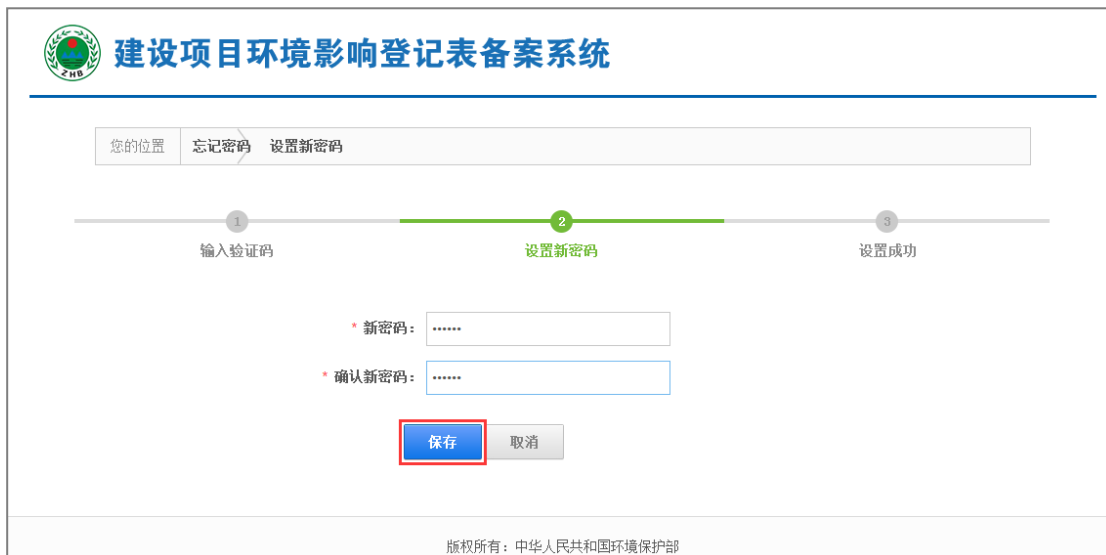 ZHB
建设项目环境影响登记表备案系统
您的位置 忘记密码 设置新密码
1 2 3
输入验证码 设置新密码 设置成功
* 新密码： ••••••
* 确认新密码： ••••••
保存 取消
版权所有：中华人民共和国环境保护部